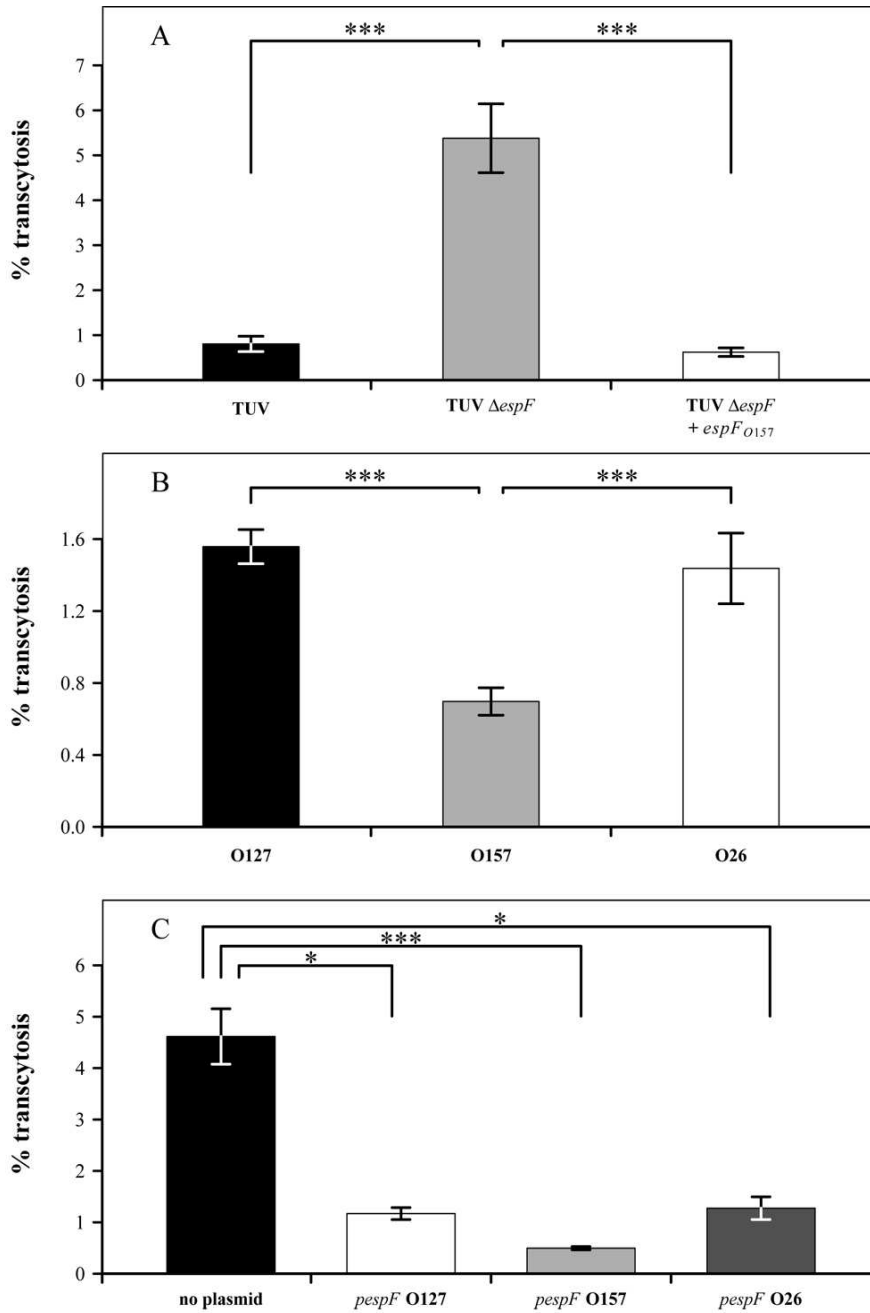 A
***
***
7
6
5
4
3
2
1
0
% transcytosis
TUV
TUV ΔespF
TUV ΔespF
+ espF O157
B
***
***
1.6
1.2
0.8
0.4
0.0
% transcytosis
O127
O157
O26
C
*
***
*
6
5
4
3
2
1
0
% transcytosis
no plasmid
pespF O127
pespF O157
pespF O26